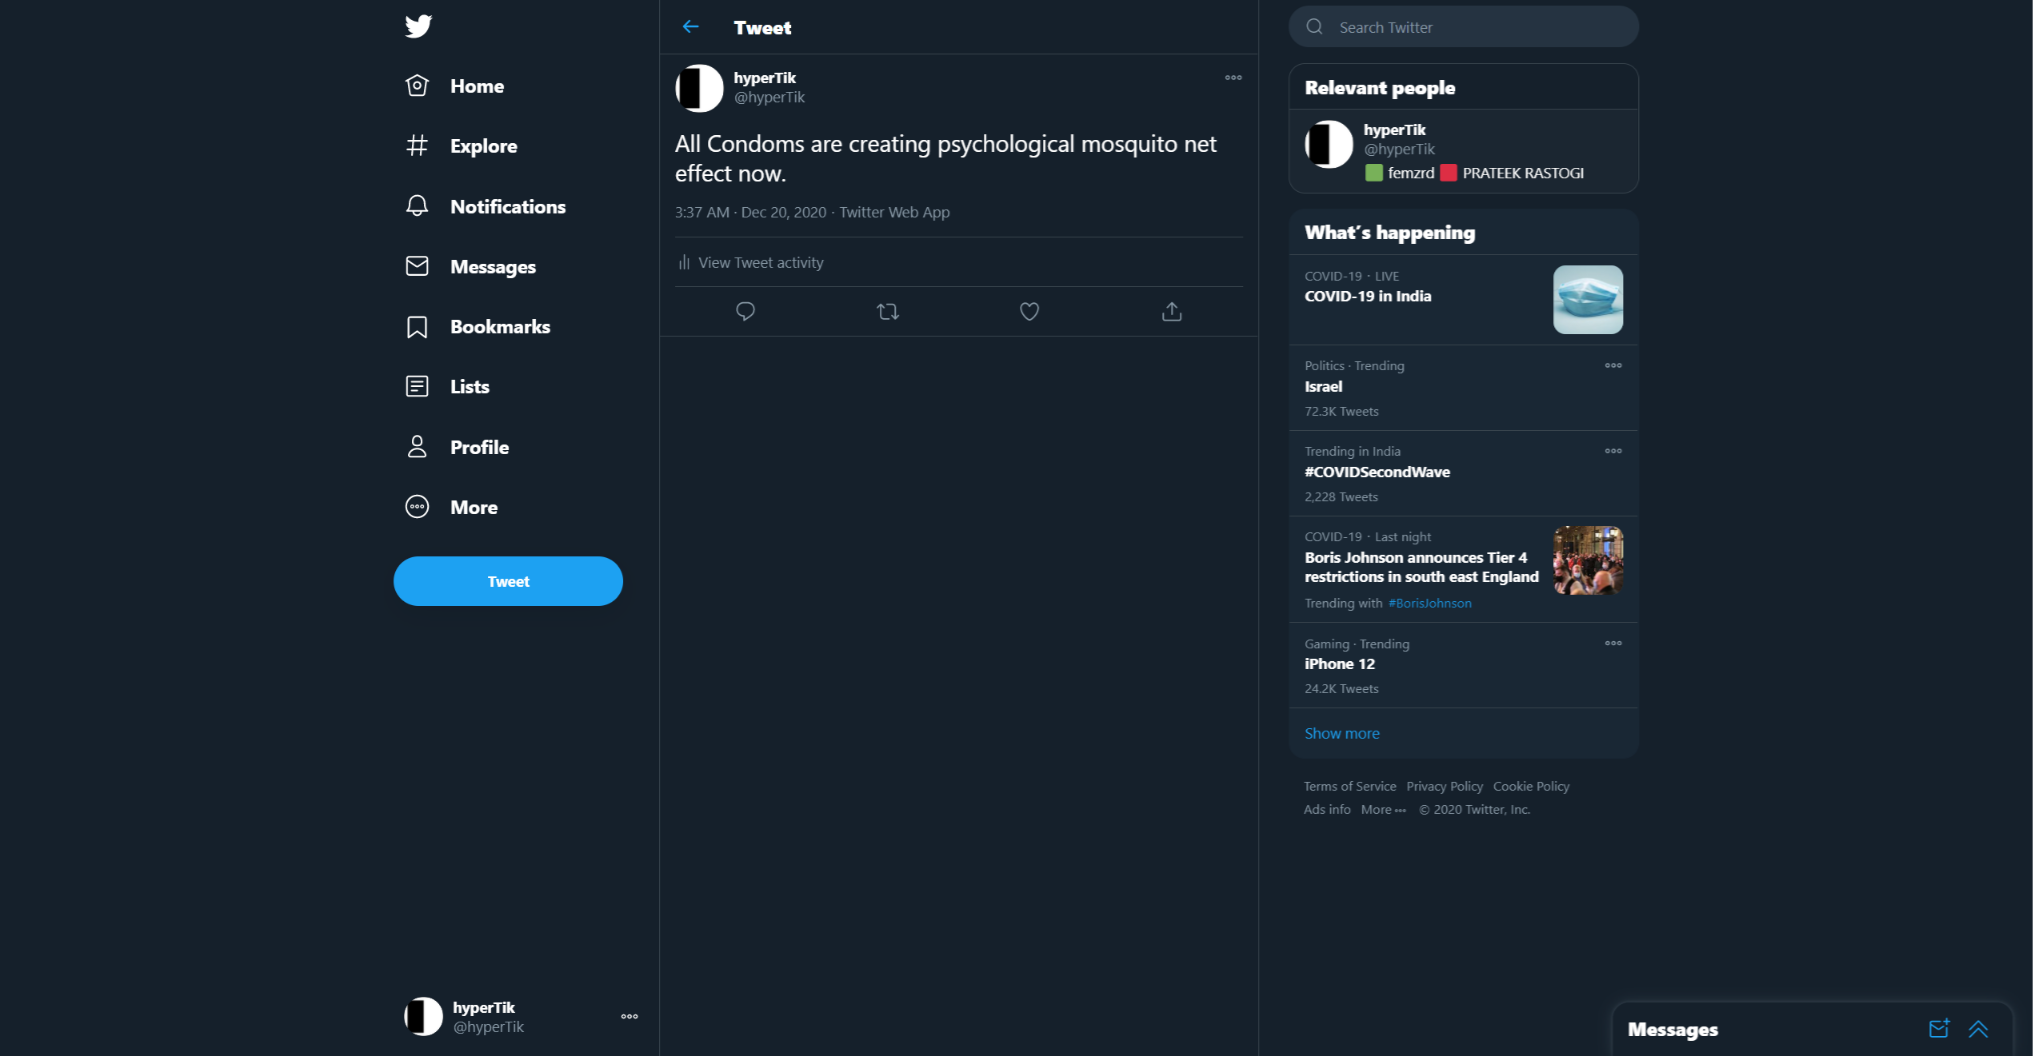 Home
Explore
Notifications
Messages
Bookmarks
Lists
Profile
More
Tweet
hyperTik
@hyperTik
Tweet
hyperTik
@hyperTik
All Condoms are creating psychological mosquito net
effect now.
3:37 AM · Dec 20, 2020 · Twitter Web App
View Tweet activity
Search Twitter
Relevant people
hyperTik
@hyperTik
🟩 femzrd 🟥 PRATEEK RASTOGI
What's happening
COVID-19 · LIVE
COVID-19 in India
Politics · Trending
Israel
72.3K Tweets
Trending in India
#COVIDSecondWave
2,228 Tweets
COVID-19 · Last night
Boris Johnson announces Tier 4
restrictions in south east England
Trending with #BorisJohnson
Gaming · Trending
iPhone 12
24.2K Tweets
Show more
Terms of Service Privacy Policy Cookie Policy
Ads info More ··· © 2020 Twitter, Inc.
Messages